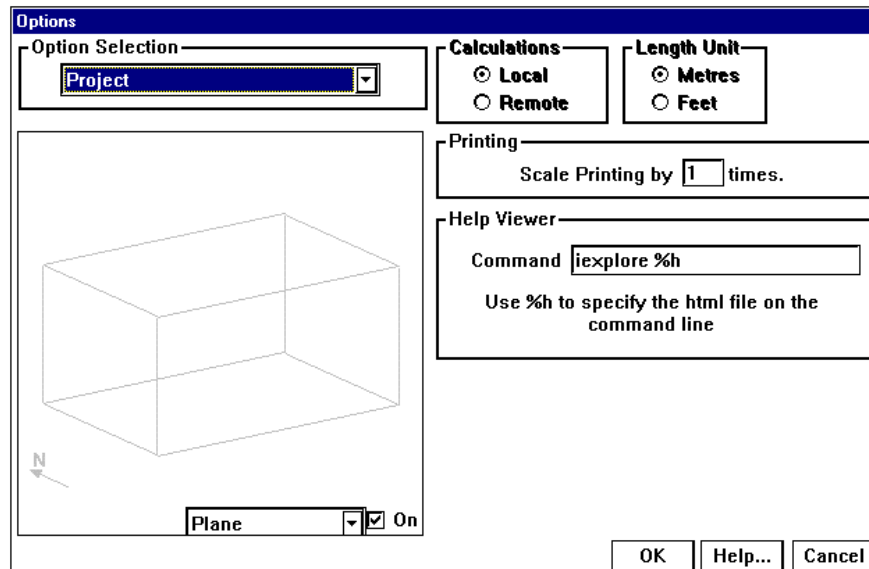 Options
Option Selection
Project
Calculations
Local
Remote
Length Unit
Metres
Feet
Printing
Scale Printing by 1 times.
Help Viewer
Command iexplore %h
Use %h to specify the html file on the
command line
N
Plane
On
OK
Help...
Cancel